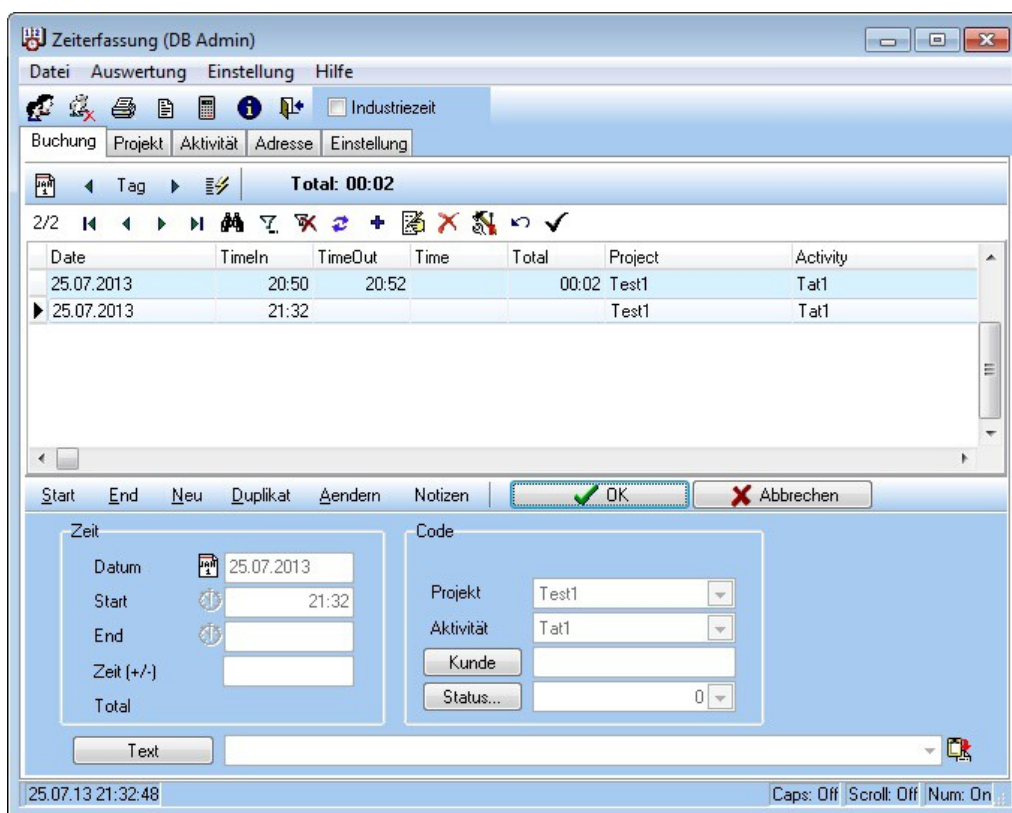 Zeiterfassung (DB Admin)
Datei Auswertung Einstellung Hilfe
Industriezeit
Buchung Projekt Aktivität Adresse Einstellung
Tag Total: 00:02
2/2
Date TimeIn TimeOut Time Total Project Activity
25.07.2013 20:50 20:52 00:02 Test1 Tat1
25.07.2013 21:32 Test1 Tat1
Start End Neu Duplikat Aendern Notizen OK Abbrechen
Zeit Code
Datum 25.07.2013
Projekt Test1
Start 21:32
Aktivität Tat1
End
Kunde
Zeit (+/-)
Status... 0
Total
Text
25.07.13 21:32:48 Caps: Off Scroll: Off Num: On